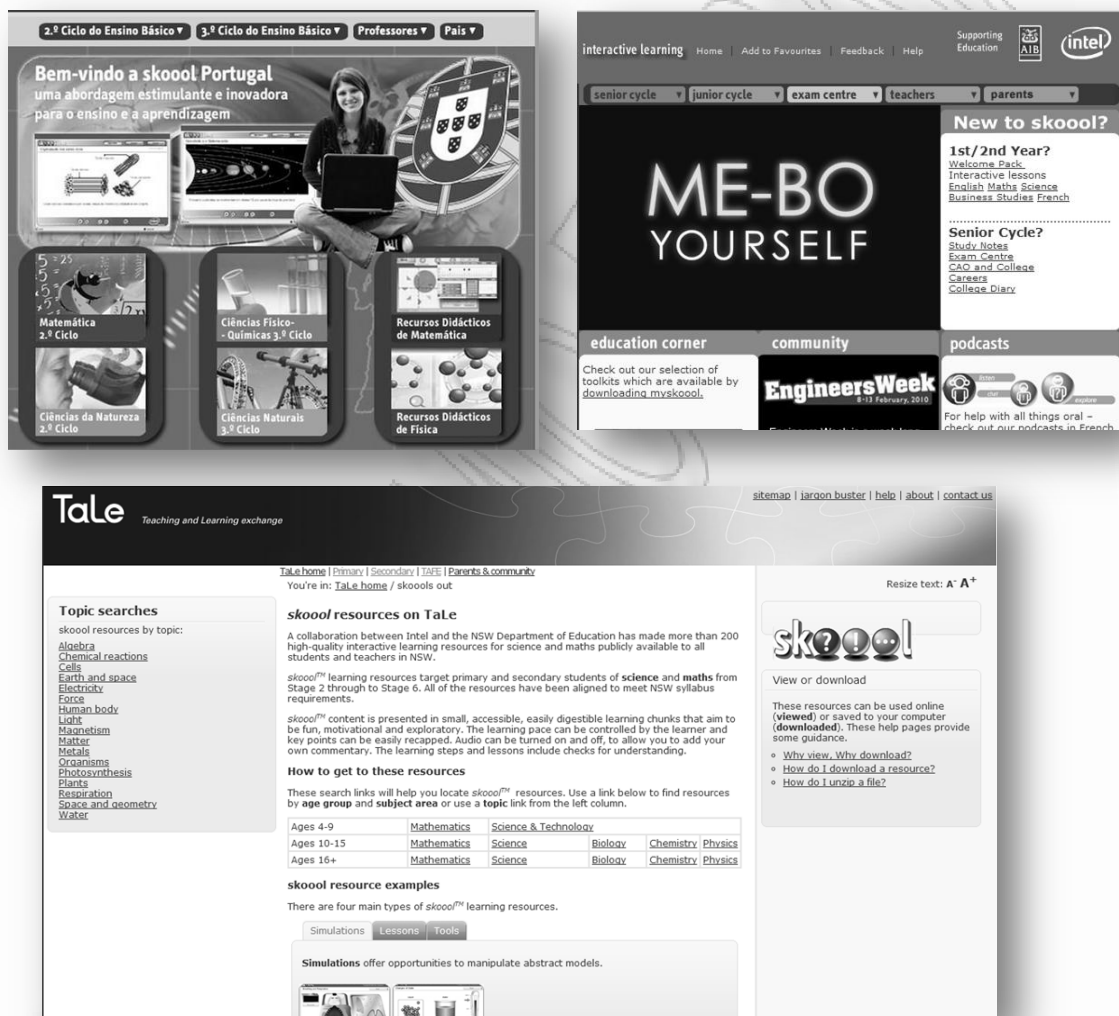 2.º Ciclo do Ensino Básico ▾ 3.º Ciclo do Ensino Básico ▾ Professores ▾ Pais ▾
Bem-vindo a skoool Portugal
uma abordagem estimulante e inovadora
para o ensino e a aprendizagem
Matemática
2.º Ciclo
Ciências Físico-
- Químicas 3.º Ciclo
Recursos Didácticos
de Matemática
Ciências da Natureza
2.º Ciclo
Ciências Naturais
3.º Ciclo
Recursos Didácticos
de Física
interactive learning Home | Add to Favourites | Feedback | Help
Supporting
Education
AIB
intel
senior cycle ▾ junior cycle ▾ exam centre ▾ teachers ▾ parents ▾
ME-BO
YOURSELF
New to skoool?
1st/2nd Year?
Welcome Pack
Interactive lessons
English Maths Science
Business Studies French
Senior Cycle?
Study Notes
Exam Centre
CAO and College
Careers
College Diary
education corner
Check out our selection of
toolkits which are available by
downloading myskoool.
community
EngineersWeek
8-13 February, 2010
podcasts
listen
chat
explore
For help with all things oral –
check out our podcasts in French
TaLe Teaching and Learning exchange
sitemap | jargon buster | help | about | contact us
TaLe home | Primary | Secondary | TAFE | Parents & community
You're in: TaLe home / skoools out
Resize text: A- A+
Topic searches
skoool resources by topic:
Algebra
Chemical reactions
Cells
Earth and space
Electricity
Force
Human body
Light
Magnetism
Matter
Metals
Organisms
Photosynthesis
Plants
Respiration
Space and geometry
Water
skoool resources on TaLe
A collaboration between Intel and the NSW Department of Education has made more than 200
high-quality interactive learning resources for science and maths publicly available to all
students and teachers in NSW.
skoool™ learning resources target primary and secondary students of science and maths from
Stage 2 through to Stage 6. All of the resources have been aligned to meet NSW syllabus
requirements.
skoool™ content is presented in small, accessible, easily digestible learning chunks that aim to
be fun, motivational and exploratory. The learning pace can be controlled by the learner and
key points can be easily recapped. Audio can be turned on and off, to allow you to add your
own commentary. The learning steps and lessons include checks for understanding.
How to get to these resources
These search links will help you locate skoool™ resources. Use a link below to find resources
by age group and subject area or use a topic link from the left column.
Ages 4-9 Mathematics Science & Technology
Ages 10-15 Mathematics Science Biology Chemistry Physics
Ages 16+ Mathematics Science Biology Chemistry Physics
skoool resource examples
There are four main types of skoool™ learning resources.
Simulations Lessons Tools
Simulations offer opportunities to manipulate abstract models.
sk?!...l
View or download
These resources can be used online
(viewed) or saved to your computer
(downloaded). These help pages provide
some guidance.
Why view, Why download?
How do I download a resource?
How do I unzip a file?